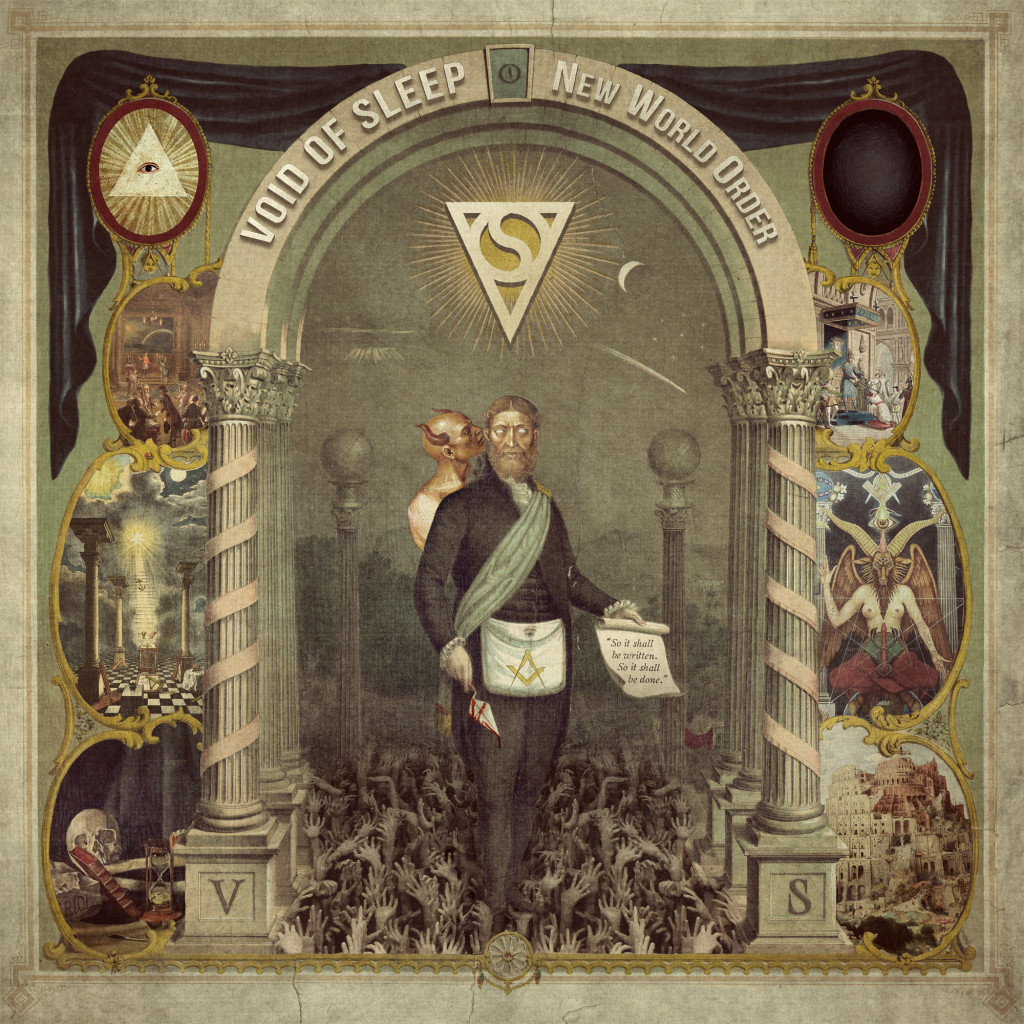 VOID OF SLEEP
New World Order
S
"So it shall
be written.
So it shall
be done."
V
S